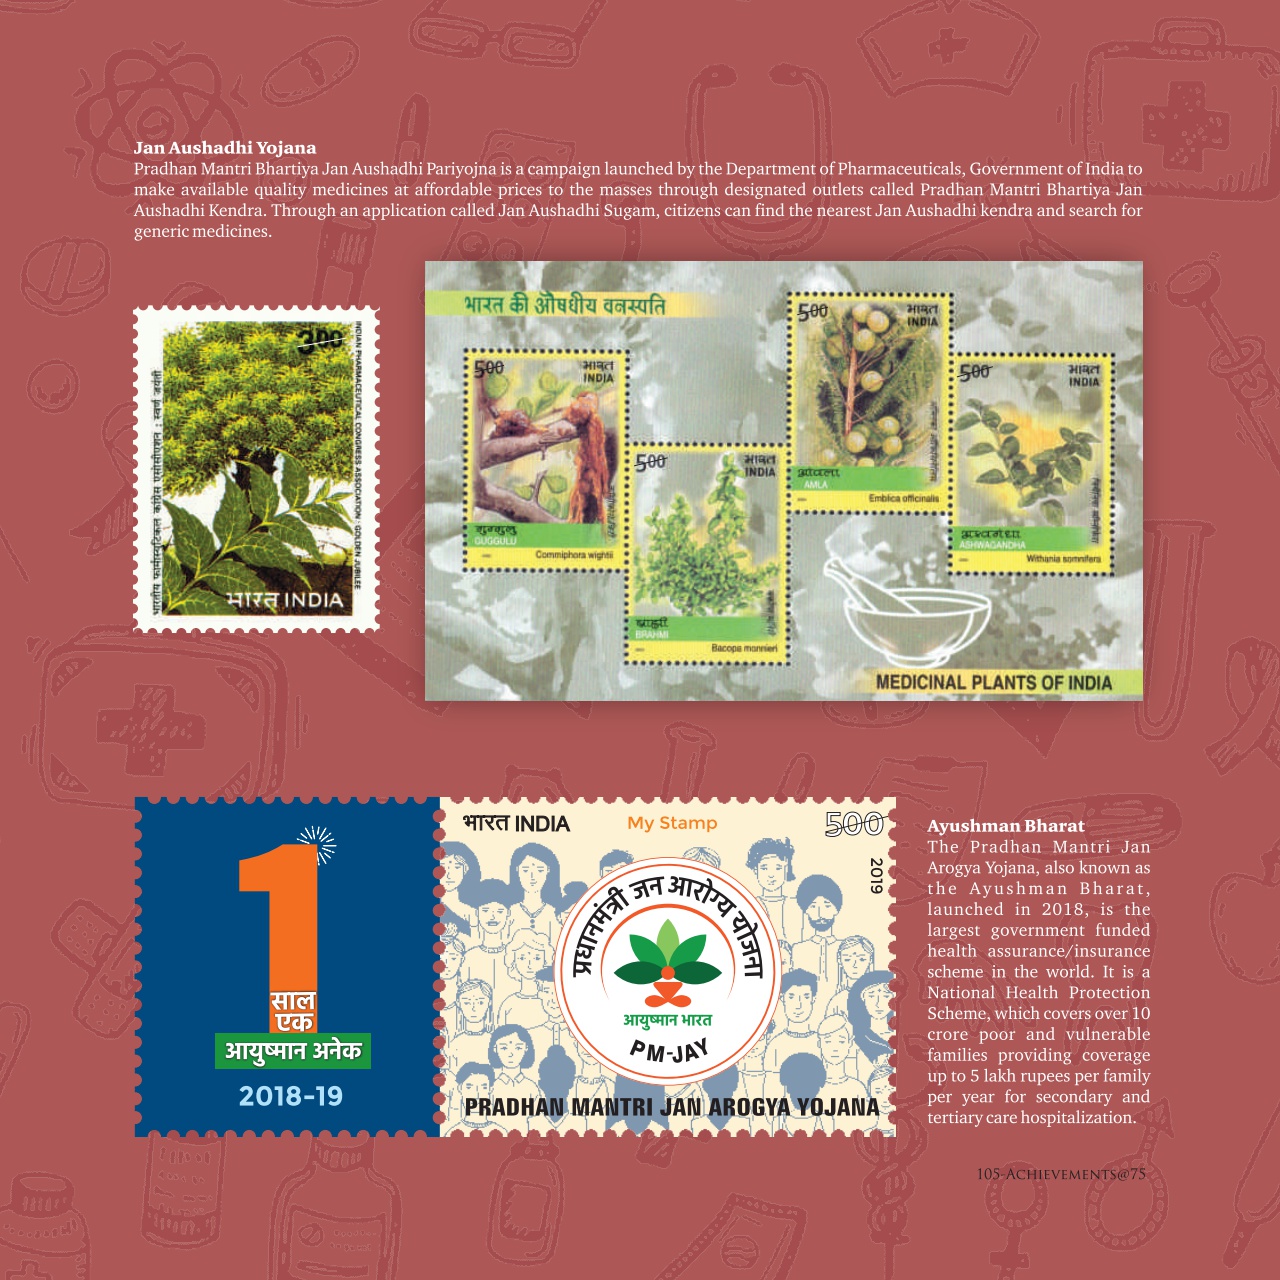 Jan Aushadhi Yojana
Pradhan Mantri Bhartiya Jan Aushadhi Pariyojna is a campaign launched by the Department of Pharmaceuticals, Government of India to
make available quality medicines at affordable prices to the masses through designated outlets called Pradhan Mantri Bhartiya Jan
Aushadhi Kendra. Through an application called Jan Aushadhi Sugam, citizens can find the nearest Jan Aushadhi kendra and search for
generic medicines.
3.00
INDIAN PHARMACEUTICAL CONGRESS ASSOCIATION : GOLDEN JUBILEE
भारतीय फार्मास्युटिकल कांग्रेस एसोसिएशन : स्वर्ण जयंती
भारत INDIA
भारत की औषधीय वनस्पति
500
भारत
INDIA
गुग्गुलु
GUGGULU
Commiphora wightii
500
भारत
INDIA
ब्राह्मी
BRAHMI
Bacopa monnieri
500
भारत
INDIA
आंवला
AMLA
Emblica officinalis
500
भारत
INDIA
अश्वगंधा
ASHWAGANDHA
Withania somnifera
MEDICINAL PLANTS OF INDIA
1
साल
एक
आयुष्मान अनेक
2018-19
भारत INDIA
My Stamp
500
2019
प्रधानमंत्री जन आरोग्य योजना
आयुष्मान भारत
PM-JAY
PRADHAN MANTRI JAN AROGYA YOJANA
Ayushman Bharat
The Pradhan Mantri Jan
Arogya Yojana, also known as
the Ayushman Bharat,
launched in 2018, is the
largest government funded
health assurance/insurance
scheme in the world. It is a
National Health Protection
Scheme, which covers over 10
crore poor and vulnerable
families providing coverage
up to 5 lakh rupees per family
per year for secondary and
tertiary care hospitalization.
105-ACHIEVEMENTS@75